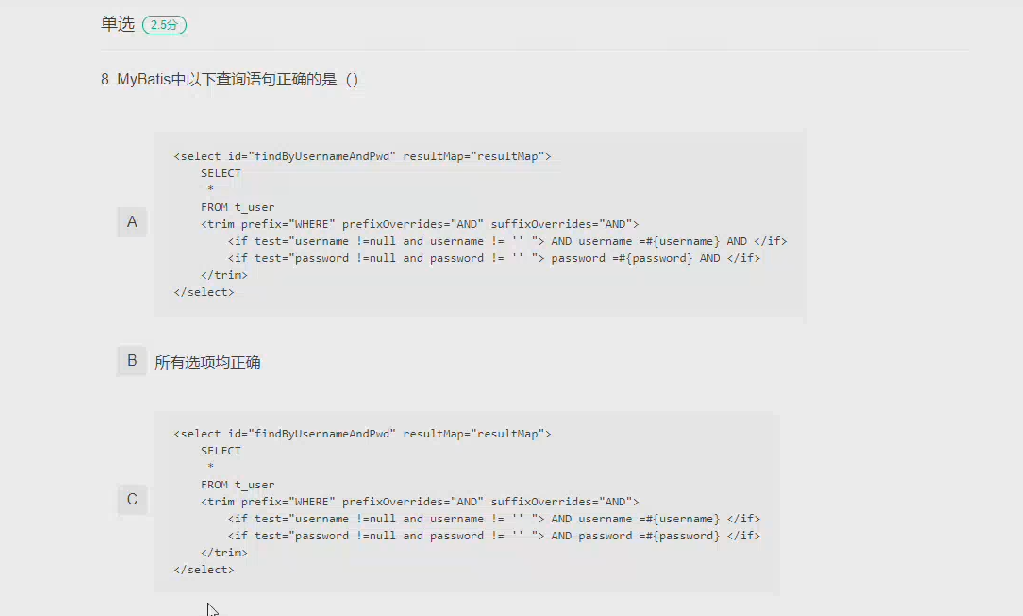 单选 2.5分
8 MyBatis中以下查询语句正确的是 ()
<select id="findByUsernameAndPwd" resultMap="resultMap">
SELECT
*
FROM t_user
<trim prefix="WHERE" prefixOverrides="AND" suffixOverrides="AND">
<if test="username !=null and username != '' "> AND username =#{username} AND </if>
<if test="password !=null and password != '' "> password =#{password} AND </if>
</trim>
</select>
A
B 所有选项均正确
<select id="findByUsernameAndPwd" resultMap="resultMap">
SELECT
*
FROM t_user
<trim prefix="WHERE" prefixOverrides="AND" suffixOverrides="AND">
<if test="username !=null and username != '' "> AND username =#{username} </if>
<if test="password !=null and password != '' "> AND password =#{password} </if>
</trim>
</select>
C